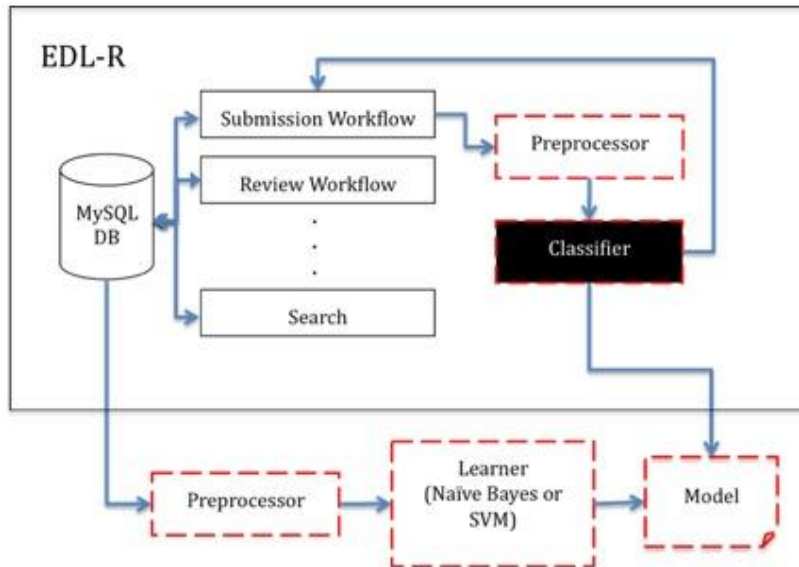 EDL-R
Submission Workflow
Preprocessor
Review Workflow
MySQL
DB
Classifier
Search
Preprocessor
Learner
(Naïve Bayes or
SVM)
Model